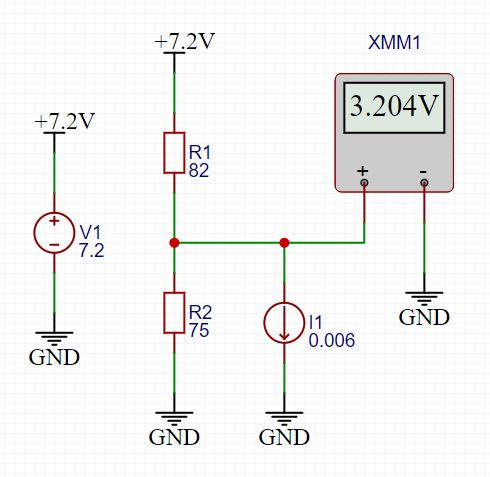 +7.2V
XMM1
3.204V
+7.2V
R1
82
+ -
+
-
V1
7.2
R2
75
I1
0.006
GND
GND
GND
GND